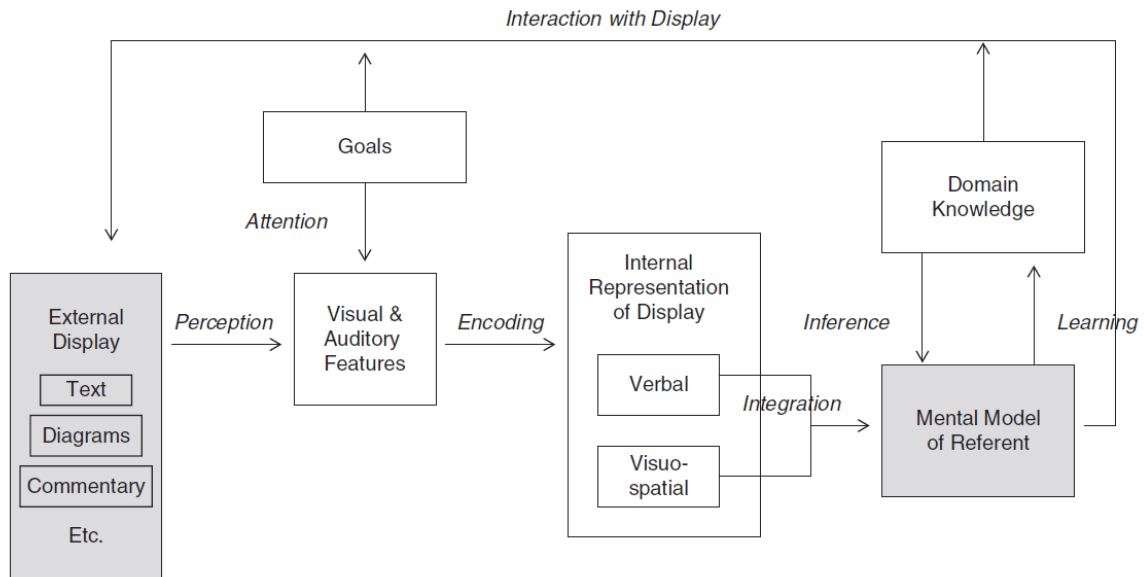 Interaction with Display
Goals
Attention
Domain
Knowledge
External
Display
Text
Diagrams
Commentary
Etc.
Perception
Visual &
Auditory
Features
Encoding
Internal
Representation
of Display
Verbal
Visuo-
spatial
Integration
Inference
Learning
Mental Model
of Referent